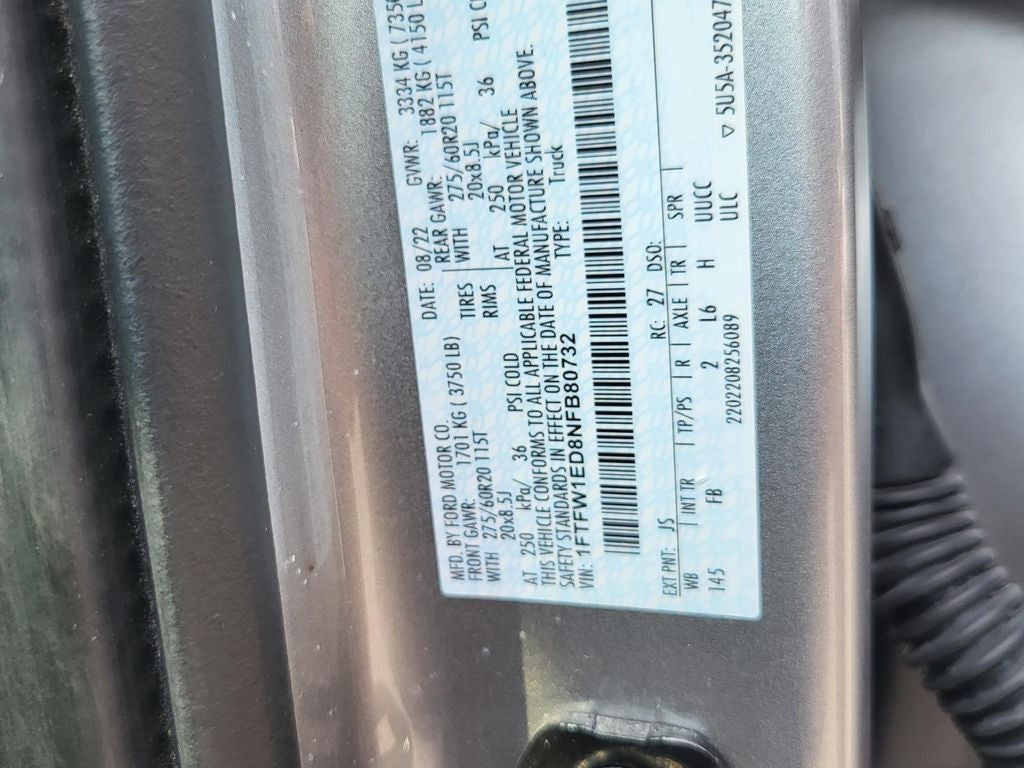 MFD. BY FORD MOTOR CO.
DATE: 08/22 GVWR: 3334 KG ( 7350
FRONT GAWR: 1701 KG ( 3750 LB) REAR GAWR: 1882 KG ( 4150 L
WITH 275/60R20 115T TIRES WITH 275/60R20 115T
20x8.5J RIMS 20x8.5J
AT 250 kPa/ 36 PSI COLD AT 250 kPa/ 36 PSI C
THIS VEHICLE CONFORMS TO ALL APPLICABLE FEDERAL MOTOR VEHICLE
SAFETY STANDARDS IN EFFECT ON THE DATE OF MANUFACTURE SHOWN ABOVE.
VIN: 1FTFW1ED8NFB80732 TYPE: Truck
EXT PNT: JS RC: 27 DSO:
WB | INT TR | TP/PS | R | AXLE | TR | SPR |
145 FB 2 L6 H UUCC
220220825608​9 ULC ▽ 5U5A-352047